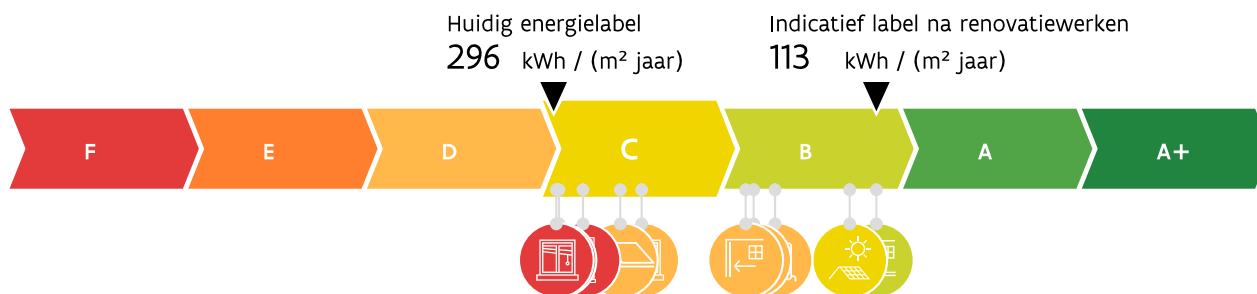 Huidig energielabel
296 kWh / (m² jaar)
Indicatief label na renovatiewerken
113 kWh / (m² jaar)
F E D C B A A+